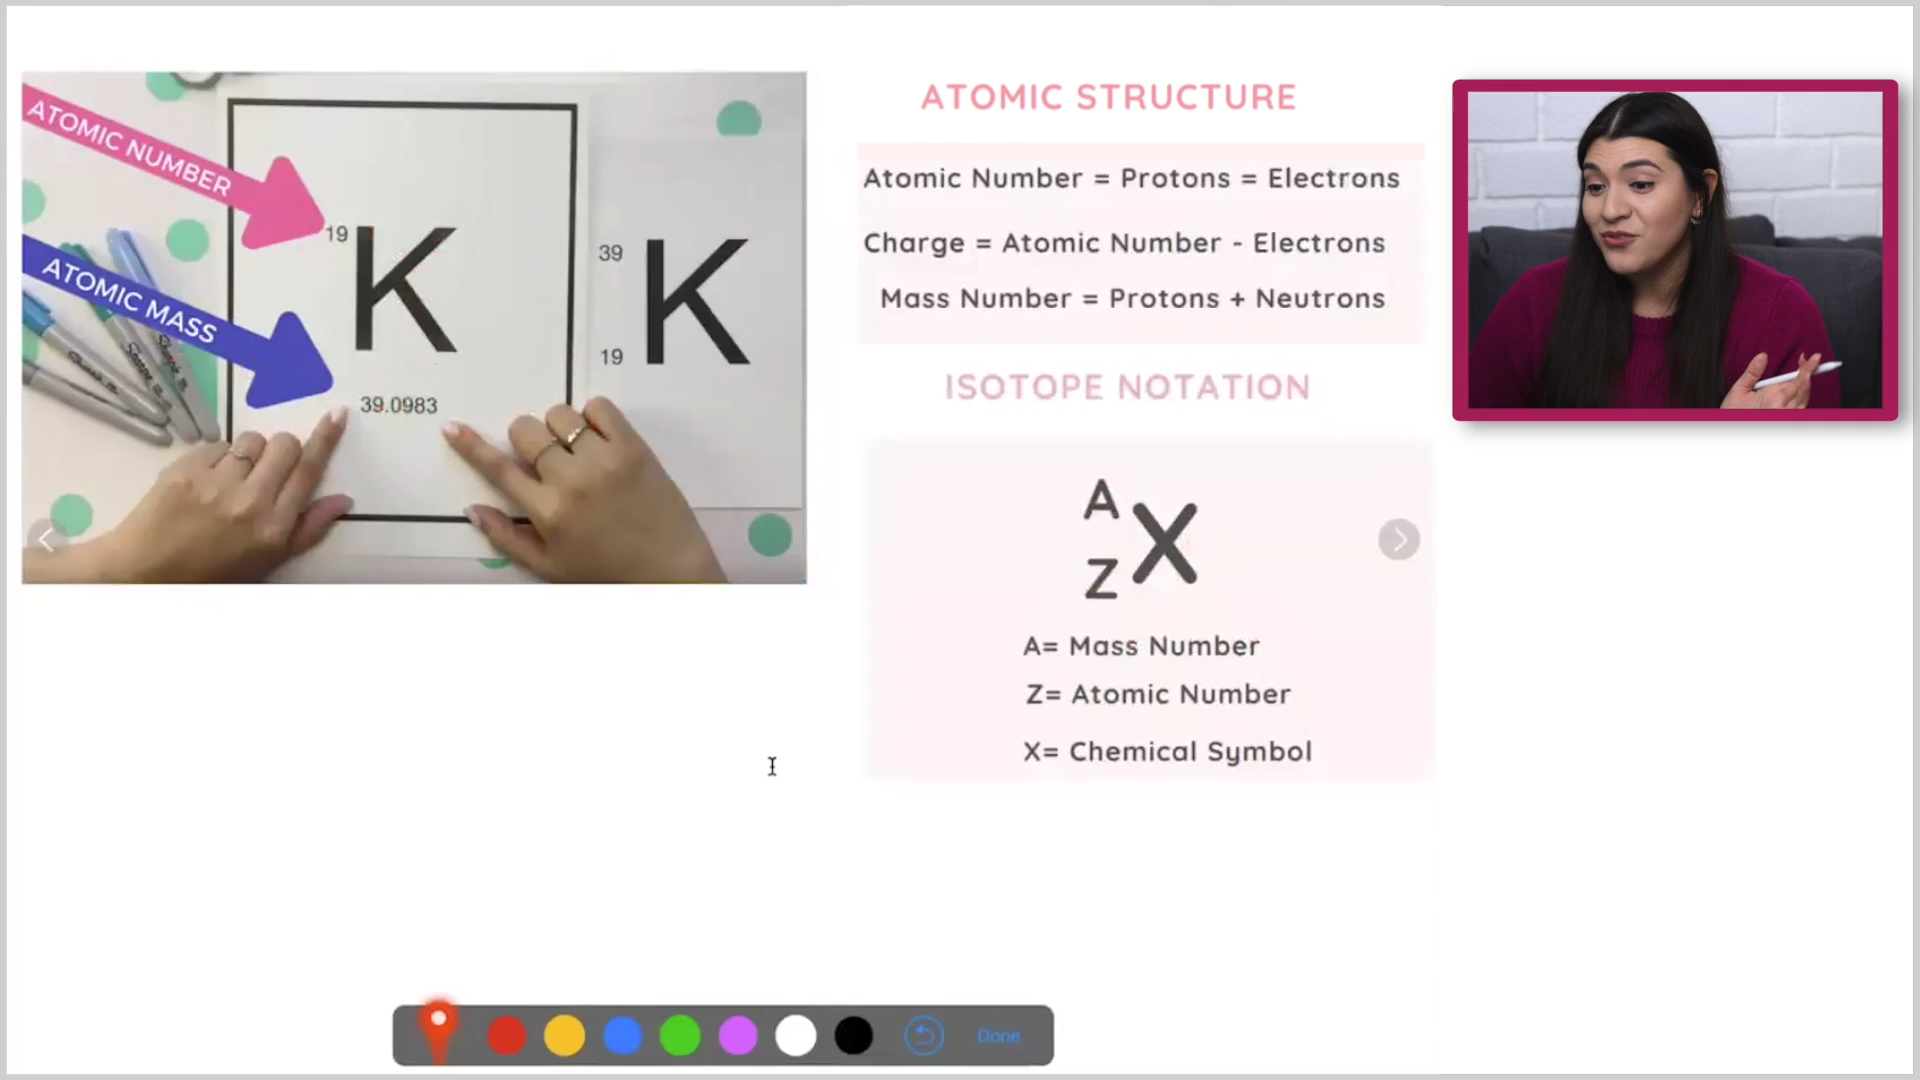 ATOMIC NUMBER
19
K
ATOMIC MASS
39.0983
39
K
19
ATOMIC STRUCTURE
Atomic Number = Protons = Electrons
Charge = Atomic Number - Electrons
Mass Number = Protons + Neutrons
ISOTOPE NOTATION
A
X
Z
A= Mass Number
Z= Atomic Number
X= Chemical Symbol
Done